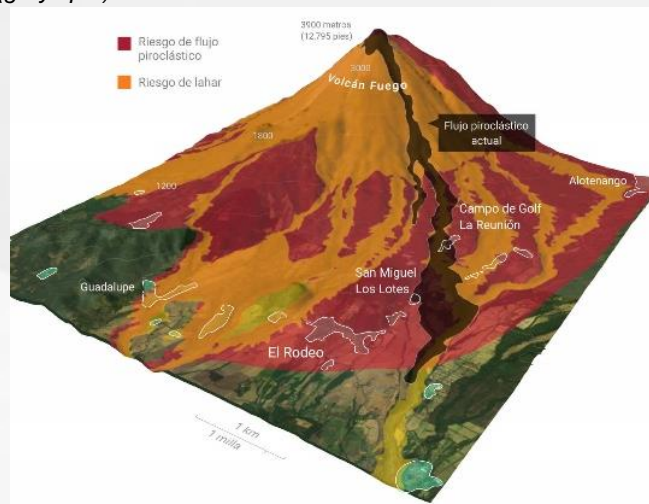 3900 metros
(12,795 pies)
Riesgo de flujo
piroclástico
Riesgo de lahar
3000
Volcán Fuego
1800
Flujo piroclástico
actual
1200
Alotenango
Campo de Golf
La Reunión
San Miguel
Los Lotes
Guadalupe
El Rodeo
1 km
1 milla